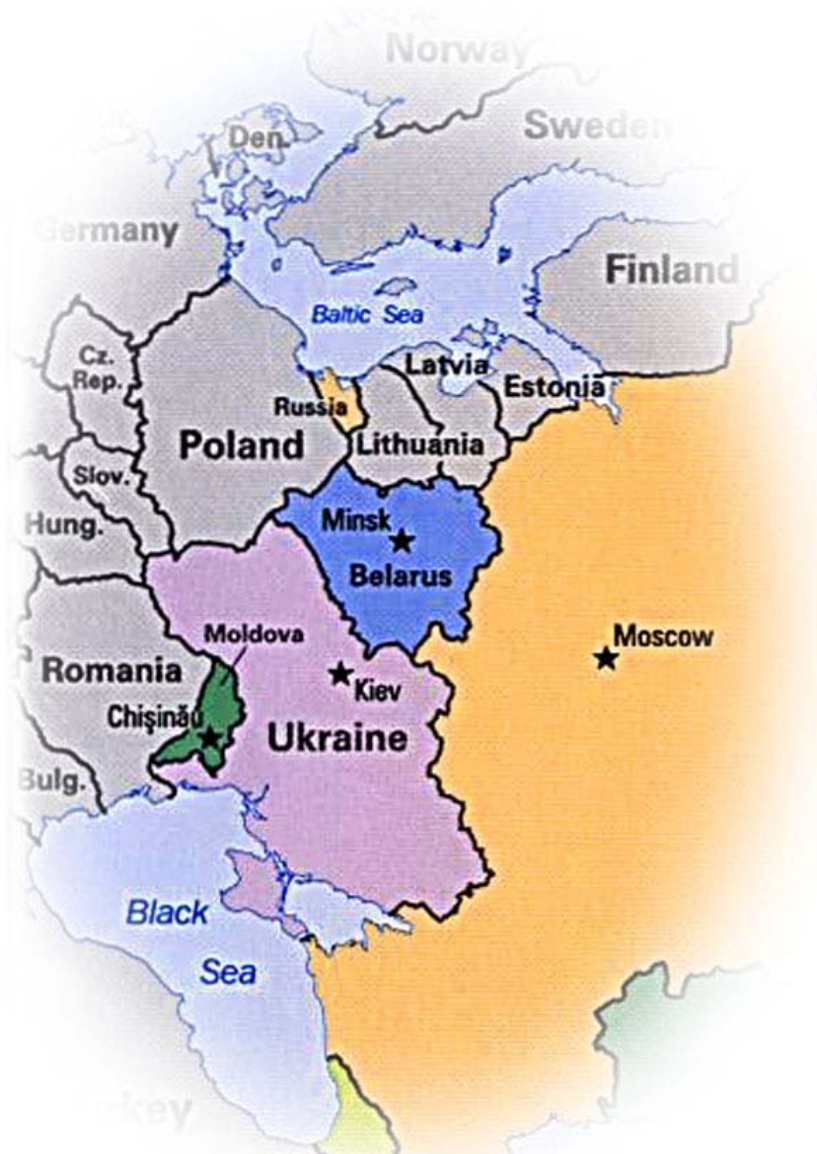 Norway
Den.
Sweden
Germany
Finland
Baltic Sea
Cz.
Rep.
Latvia
Estonia
Russia
Poland
Lithuania
Slov.
Hung.
Minsk
Belarus
Moldova
Moscow
Romania
Kiev
Chişinău
Ukraine
Bulg.
Black
Sea